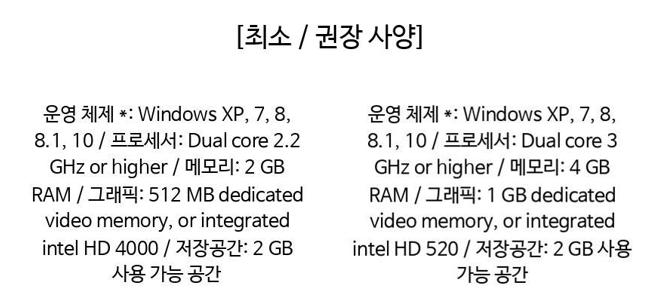 [최소 / 권장 사양]
운영 체제 *: Windows XP, 7, 8,
8.1, 10 / 프로세서: Dual core 2.2
GHz or higher / 메모리: 2 GB
RAM / 그래픽: 512 MB dedicated
video memory, or integrated
intel HD 4000 / 저장공간: 2 GB
사용 가능 공간
운영 체제 *: Windows XP, 7, 8,
8.1, 10 / 프로세서: Dual core 3
GHz or higher / 메모리: 4 GB
RAM / 그래픽: 1 GB dedicated
video memory, or integrated
intel HD 520 / 저장공간: 2 GB 사용
가능 공간